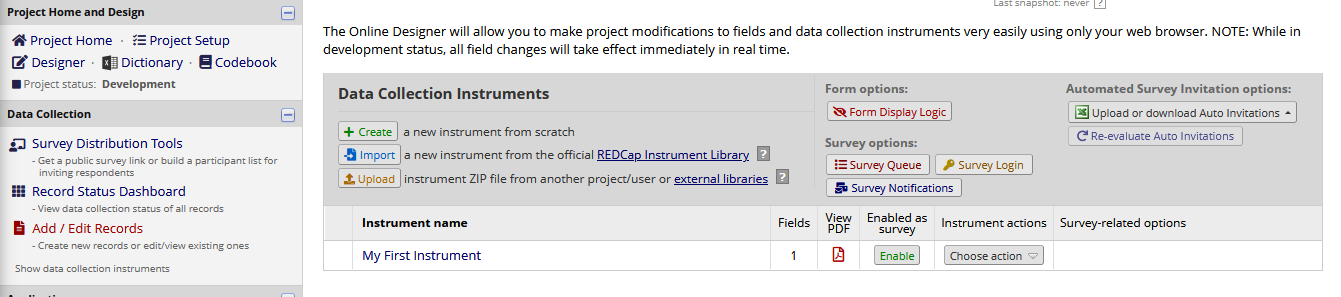 Project Home and Design
Project Home · Project Setup
Designer · Dictionary · Codebook
Project status: Development
Data Collection
Survey Distribution Tools
- Get a public survey link or build a participant list for
inviting respondents
Record Status Dashboard
- View data collection status of all records
Add / Edit Records
- Create new records or edit/view existing ones
Show data collection instruments
Last snapshot: never ?
The Online Designer will allow you to make project modifications to fields and data collection instruments very easily using only your web browser. NOTE: While in
development status, all field changes will take effect immediately in real time.
Data Collection Instruments
+ Create a new instrument from scratch
Import a new instrument from the official REDCap Instrument Library ?
Upload instrument ZIP file from another project/user or external libraries ?
Form options:
Form Display Logic
Survey options:
Survey Queue Survey Login
Survey Notifications
Automated Survey Invitation options:
Upload or download Auto Invitations
Re-evaluate Auto Invitations
Instrument name Fields View PDF Enabled as survey Instrument actions Survey-related options
My First Instrument 1 Enable Choose action